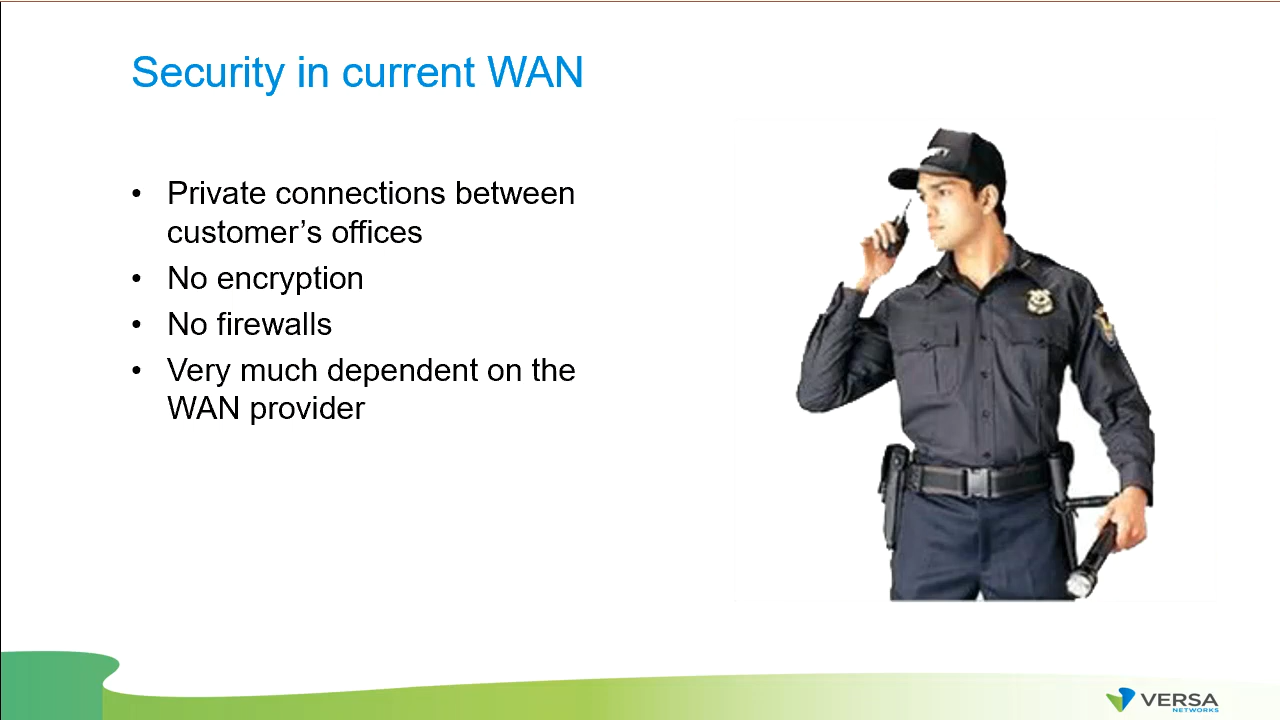 Security in current WAN
• Private connections between
customer’s offices
• No encryption
• No firewalls
• Very much dependent on the
WAN provider
VERSA
NETWORKS